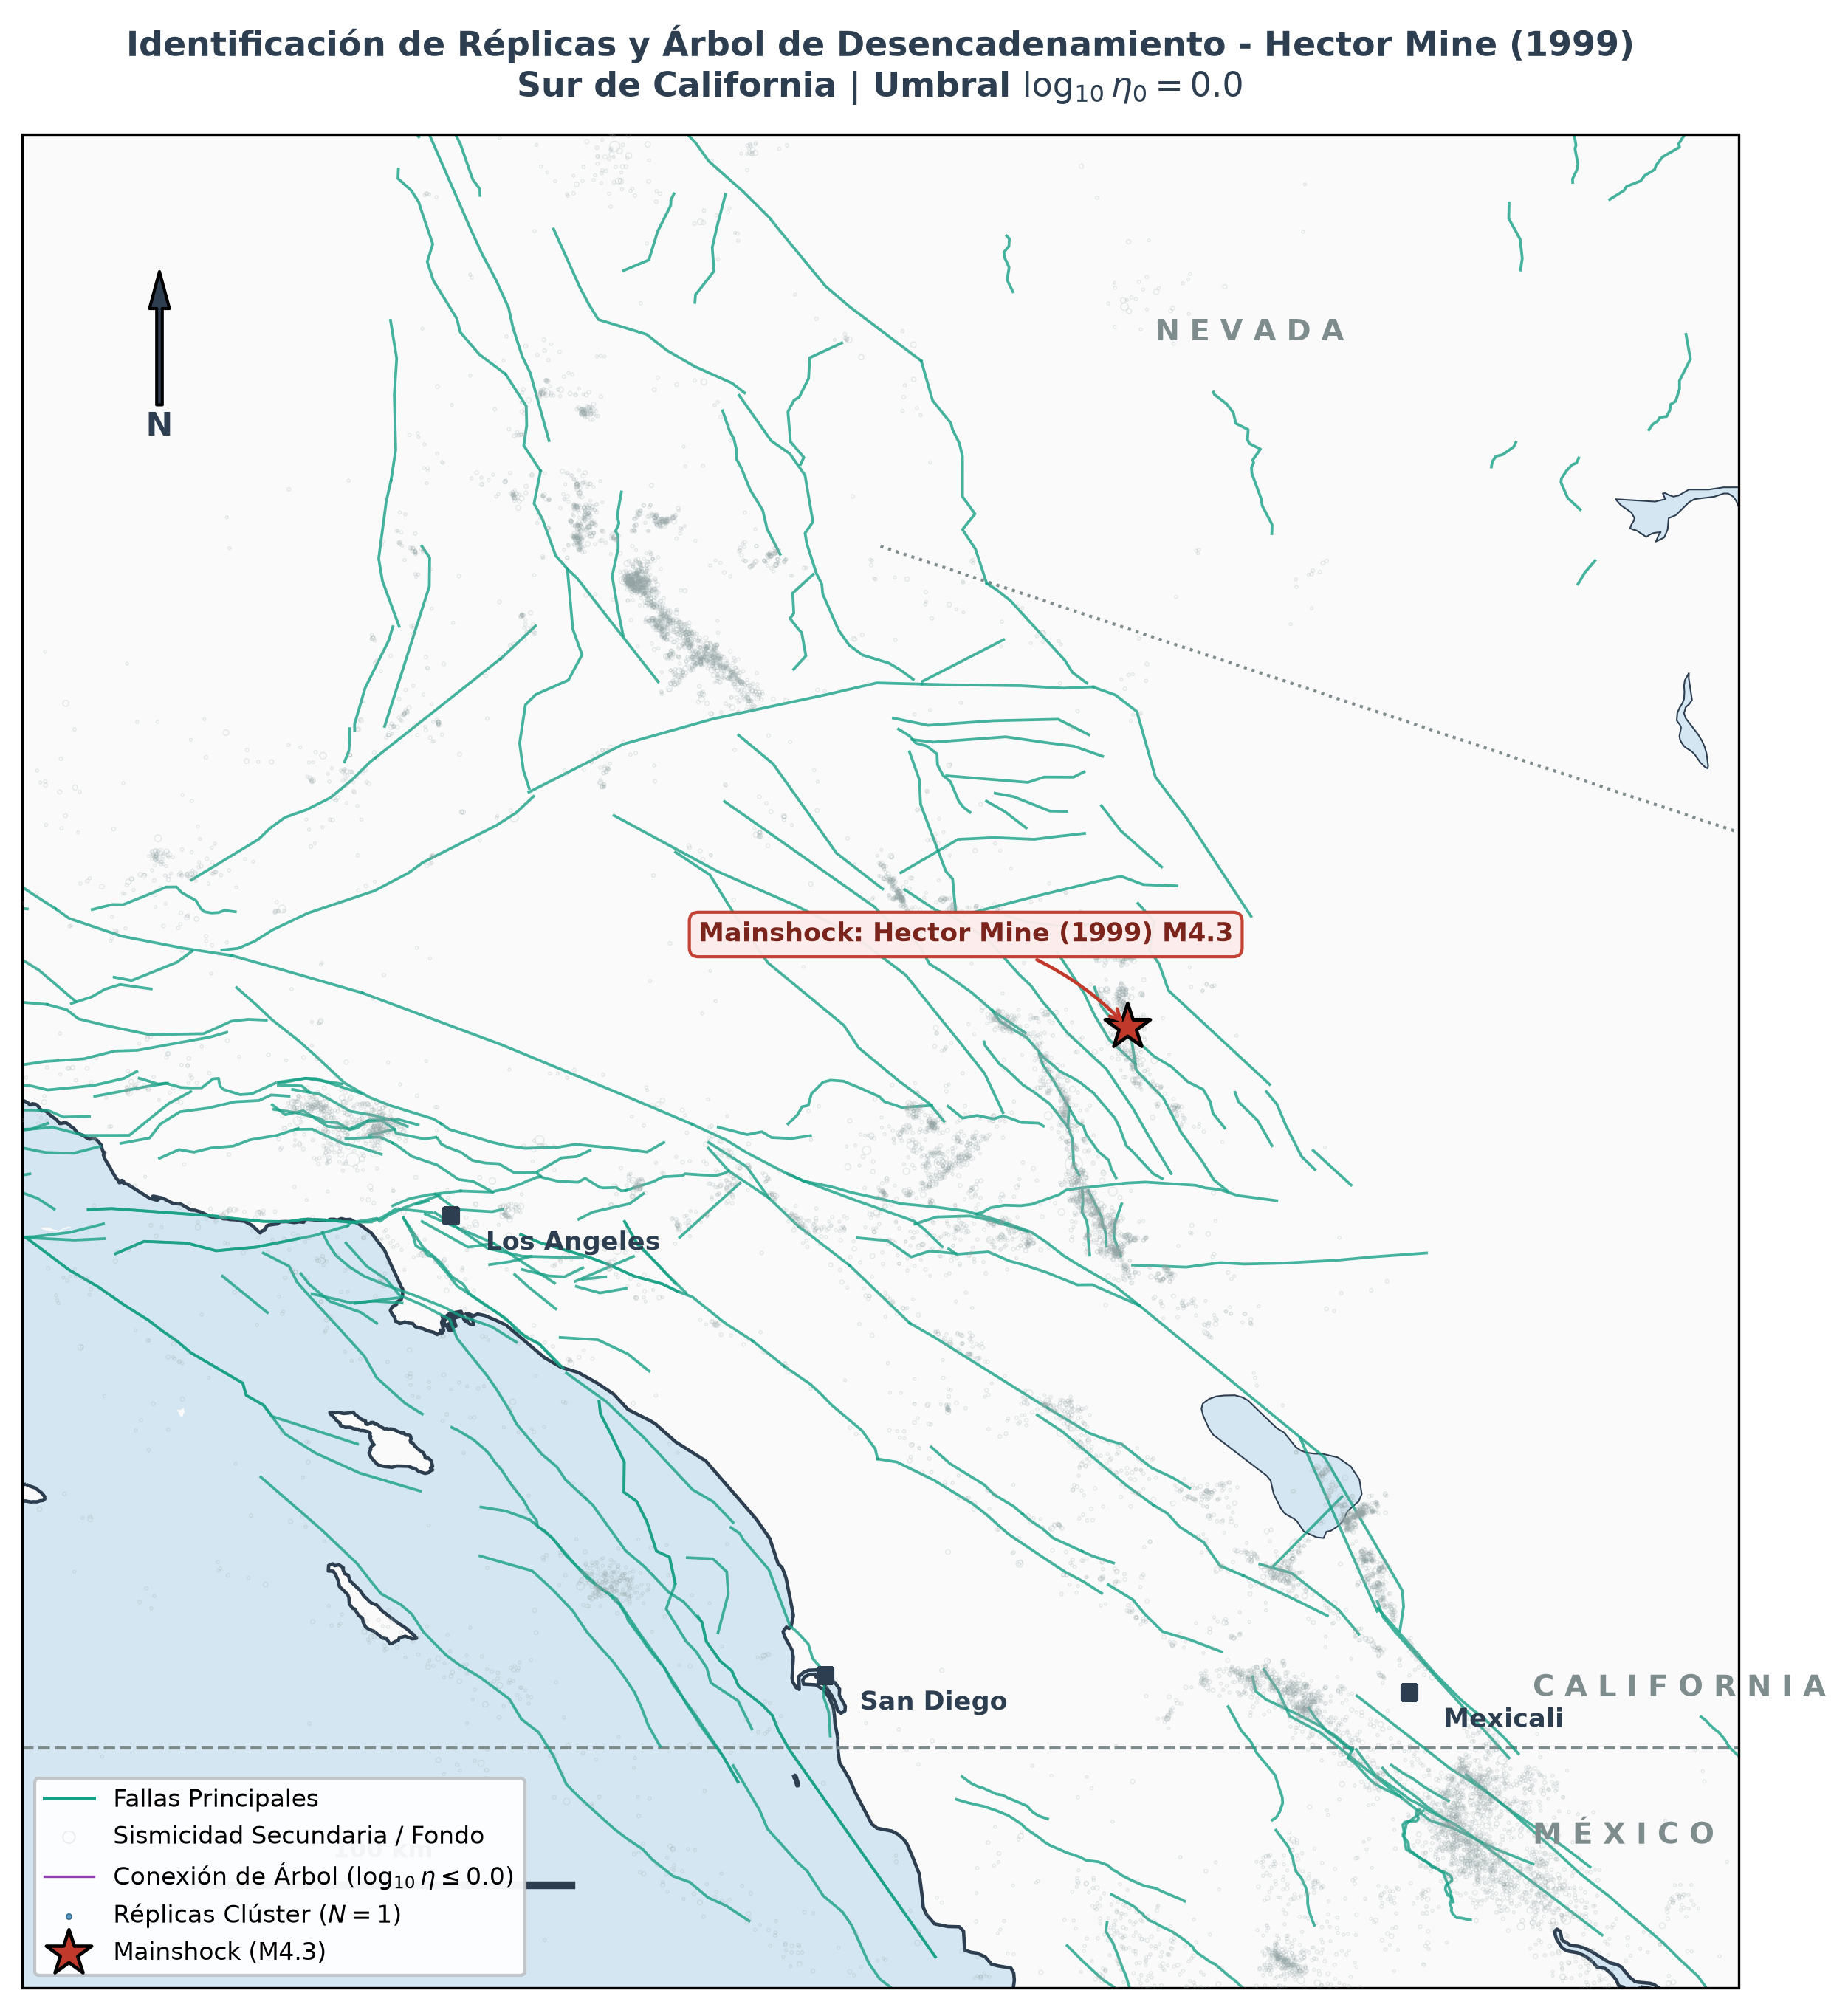 Identificación de Réplicas y Árbol de Desencadenamiento - Hector Mine (1999)
Sur de California | Umbral log₁₀ η₀ = 0.0
NEVADA
N
Mainshock: Hector Mine (1999) M4.3
Los Angeles
San Diego
CALIFORNIA
Mexicali
MÉXICO
Fallas Principales
Sismicidad Secundaria / Fondo
100 km
Conexión de Árbol (log₁₀ η ≤ 0.0)
Réplicas Clúster (N = 1)
Mainshock (M4.3)